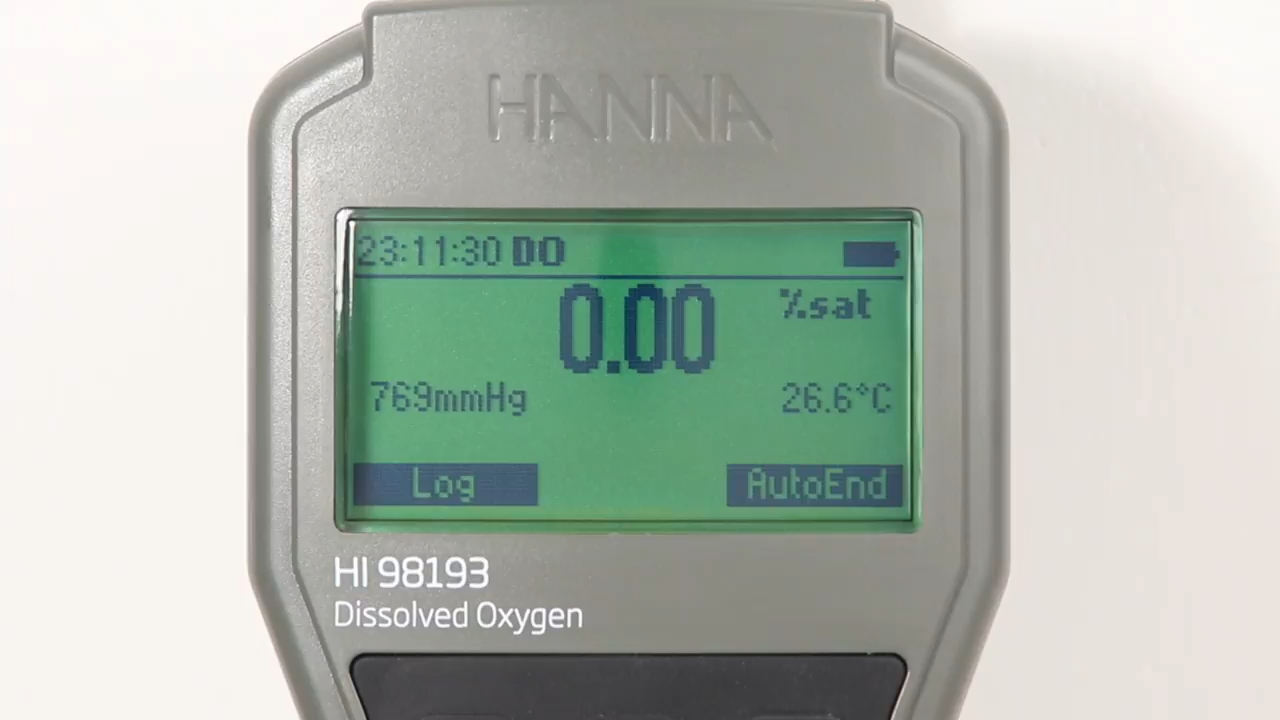 HANNA
23:11:30 DO
0.00 %sat
769mmHg 26.6°C
Log AutoEnd
HI 98193
Dissolved Oxygen